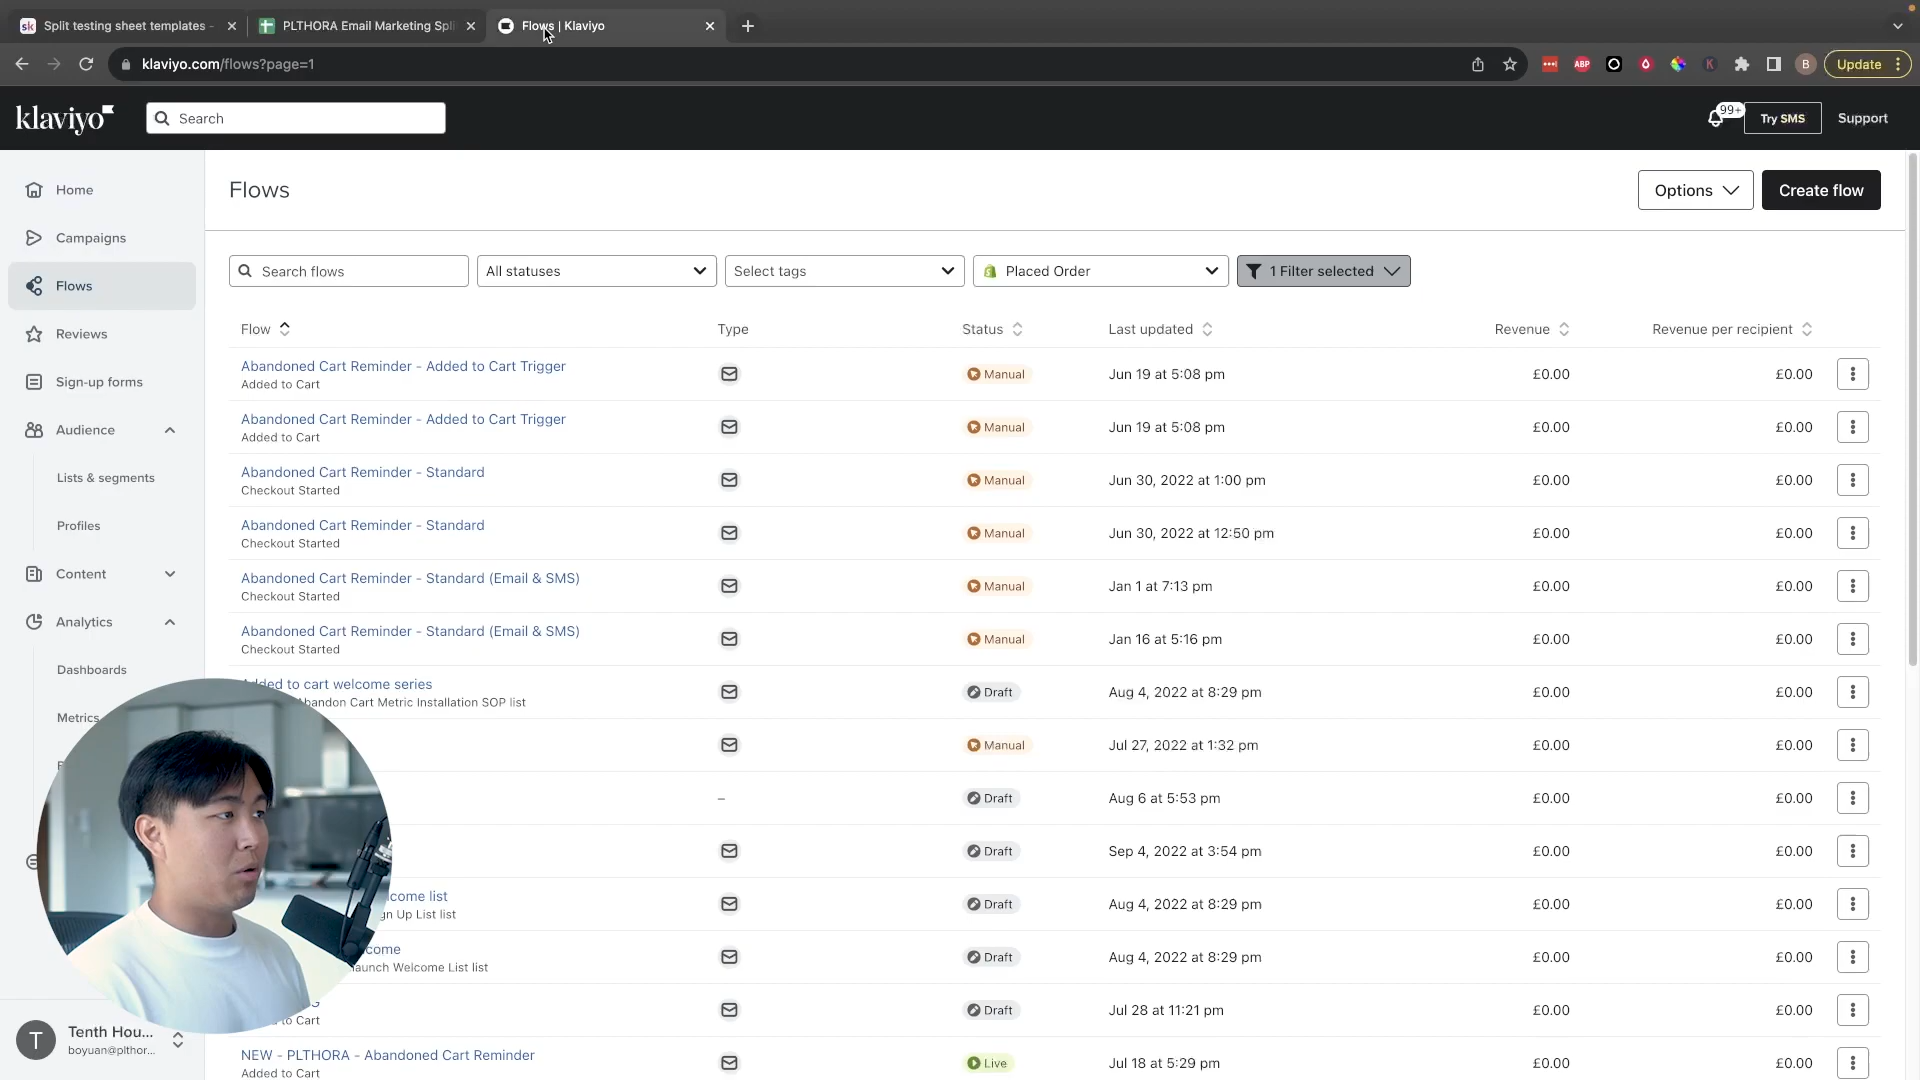 sk Split testing sheet templates -
PLTHORA Email Marketing Spl
Flows | Klaviyo
klaviyo.com/flows?page=1
ABP
K
B
Update
klaviyo
Search
99+
Try SMS
Support
Home
Campaigns
Flows
Reviews
Sign-up forms
Audience
Lists & segments
Profiles
Content
Analytics
Dashboards
Metrics
T
Tenth Hou...
boyuan@plthor...
Flows
Options
Create flow
Search flows
All statuses
Select tags
Placed Order
1 Filter selected
Flow Type Status Last updated Revenue Revenue per recipient
Abandoned Cart Reminder - Added to Cart Trigger Manual Jun 19 at 5:08 pm £0.00 £0.00
Added to Cart
Abandoned Cart Reminder - Added to Cart Trigger Manual Jun 19 at 5:08 pm £0.00 £0.00
Added to Cart
Abandoned Cart Reminder - Standard Manual Jun 30, 2022 at 1:00 pm £0.00 £0.00
Checkout Started
Abandoned Cart Reminder - Standard Manual Jun 30, 2022 at 12:50 pm £0.00 £0.00
Checkout Started
Abandoned Cart Reminder - Standard (Email & SMS) Manual Jan 1 at 7:13 pm £0.00 £0.00
Checkout Started
Abandoned Cart Reminder - Standard (Email & SMS) Manual Jan 16 at 5:16 pm £0.00 £0.00
Checkout Started
ded to cart welcome series Draft Aug 4, 2022 at 8:29 pm £0.00 £0.00
bandon Cart Metric Installation SOP list
Manual Jul 27, 2022 at 1:32 pm £0.00 £0.00
– Draft Aug 6 at 5:53 pm £0.00 £0.00
Draft Sep 4, 2022 at 3:54 pm £0.00 £0.00
come list Draft Aug 4, 2022 at 8:29 pm £0.00 £0.00
gn Up List list
come Draft Aug 4, 2022 at 8:29 pm £0.00 £0.00
aunch Welcome List list
Draft Jul 28 at 11:21 pm £0.00 £0.00
to Cart
NEW - PLTHORA - Abandoned Cart Reminder Live Jul 18 at 5:29 pm £0.00 £0.00
Added to Cart